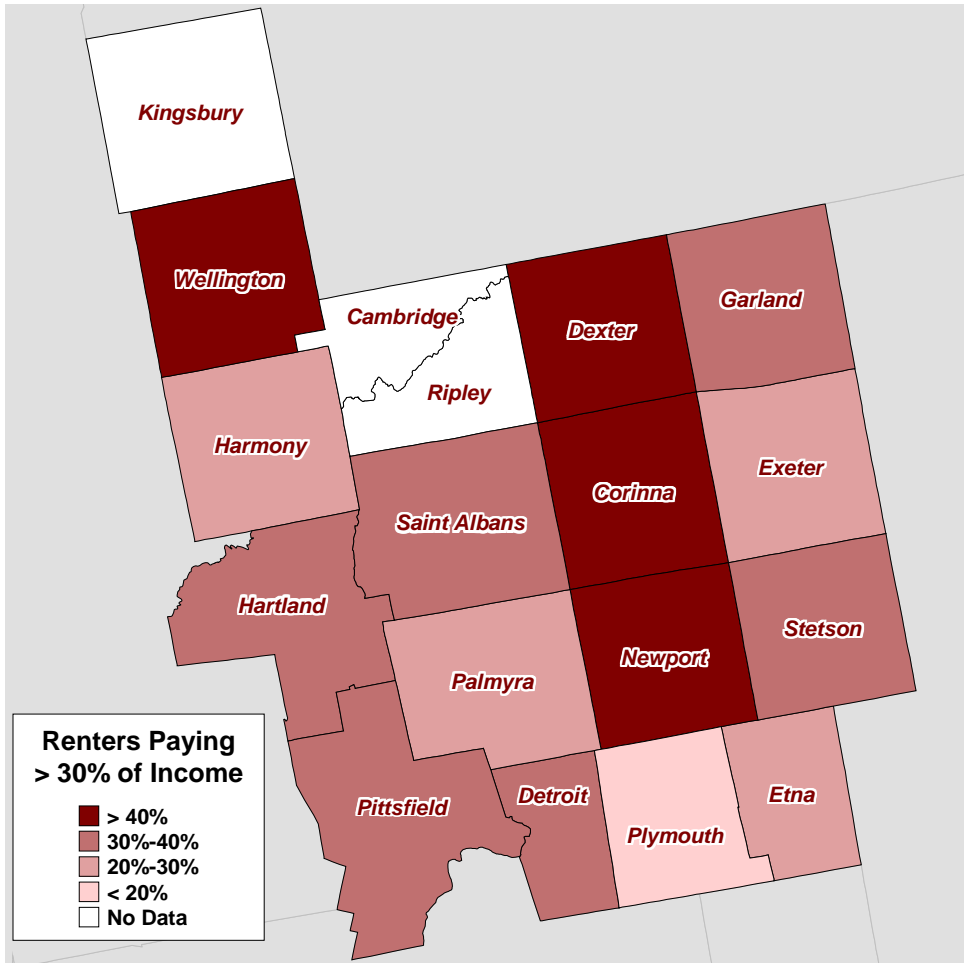 Kingsbury
Wellington
Cambridge
Dexter
Garland
Ripley
Harmony
Corinna
Exeter
Saint Albans
Hartland
Newport
Stetson
Palmyra
Pittsfield
Detroit
Plymouth
Etna
Renters Paying
> 30% of Income
> 40%
30%-40%
20%-30%
< 20%
No Data